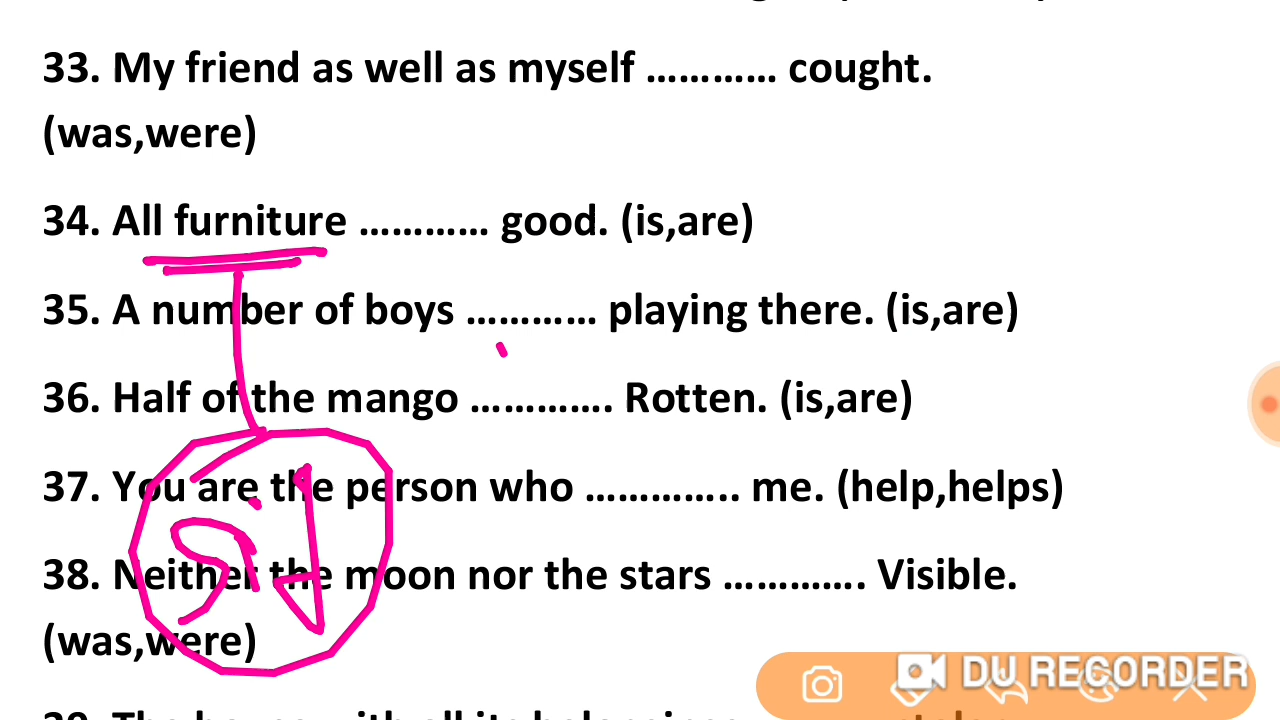 33. My friend as well as myself ………… cought.
(was,were)
34. All furniture ………… good. (is,are)
35. A number of boys ………… playing there. (is,are)
36. Half of the mango …………. Rotten. (is,are)
37. You are the person who ………….. me. (help,helps)
38. Neither the moon nor the stars …………. Visible.
(was,were)
DU RECORDER